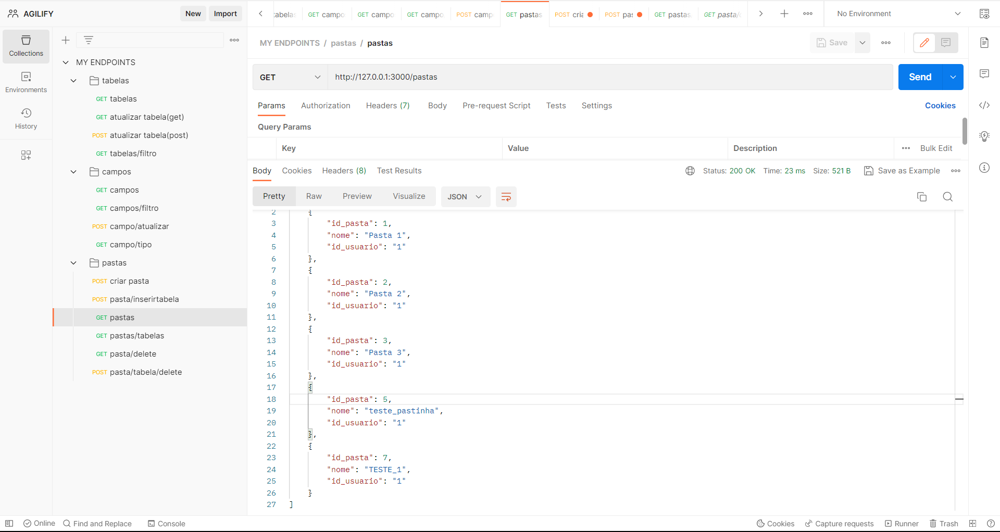 AGILIFY
New
Import
tabelas
GET campo
GET campo
GET campo
POST camp
GET pastas
POST cria
POST pas
GET pastas
GET pasta/
No Environment
Collections
Environments
History
MY ENDPOINTS
tabelas
GET tabelas
GET atualizar tabela(get)
POST atualizar tabela(post)
GET tabelas/filtro
campos
GET campos
GET campos/filtro
POST campo/atualizar
GET campo/tipo
pastas
POST criar pasta
POST pasta/inserirtabela
GET pastas
GET pastas/tabelas
GET pasta/delete
POST pasta/tabela/delete
MY ENDPOINTS / pastas / pastas
Save
GET
http://127.0.0.1:3000/pastas
Send
Params Authorization Headers (7) Body Pre-request Script Tests Settings
Cookies
Query Params
Key Value Description
Bulk Edit
Body Cookies Headers (8) Test Results
Status: 200 OK Time: 23 ms Size: 521 B
Save as Example
Pretty Raw Preview Visualize
JSON
2 {
3 "id_pasta": 1,
4 "nome": "Pasta 1",
5 "id_usuario": "1"
6 },
7 {
8 "id_pasta": 2,
9 "nome": "Pasta 2",
10 "id_usuario": "1"
11 },
12 {
13 "id_pasta": 3,
14 "nome": "Pasta 3",
15 "id_usuario": "1"
16 },
17 {
18 "id_pasta": 5,
19 "nome": "teste_pastinha",
20 "id_usuario": "1"
21 },
22 {
23 "id_pasta": 7,
24 "nome": "TESTE_1",
25 "id_usuario": "1"
26 }
27 ]
Online
Find and Replace
Console
Cookies
Capture requests
Runner
Trash